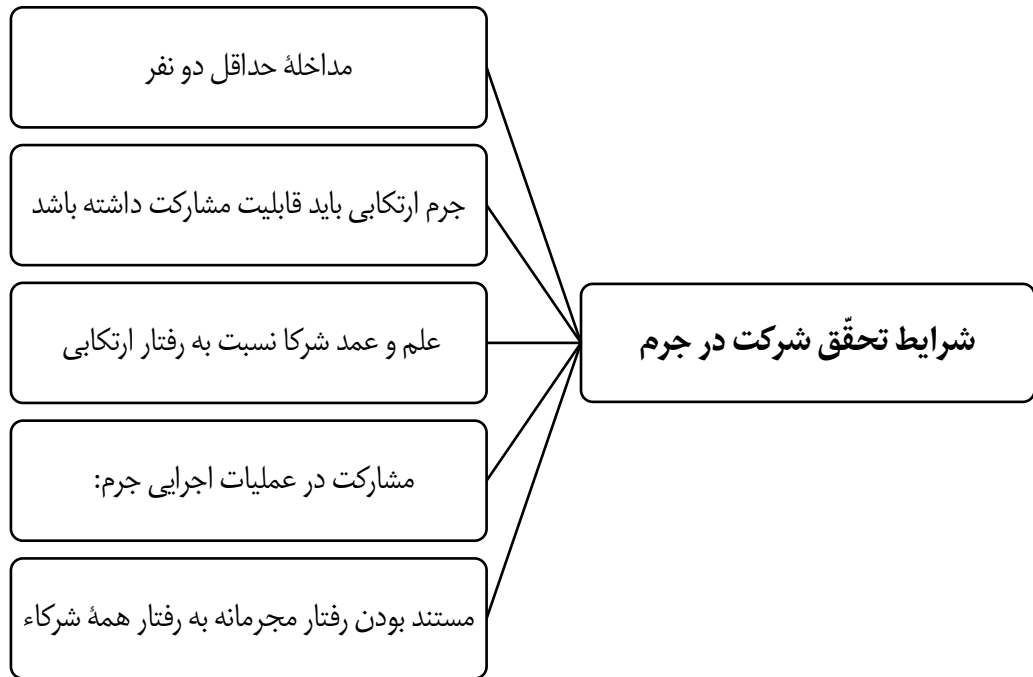 شرایط تحقّق شرکت در جرم
مداخلهٔ حداقل دو نفر
جرم ارتکابی باید قابلیت مشارکت داشته باشد
علم و عمد شرکا نسبت به رفتار ارتکابی
مشارکت در عملیات اجرایی جرم:
مستند بودن رفتار مجرمانه به رفتار همهٔ شرکاء